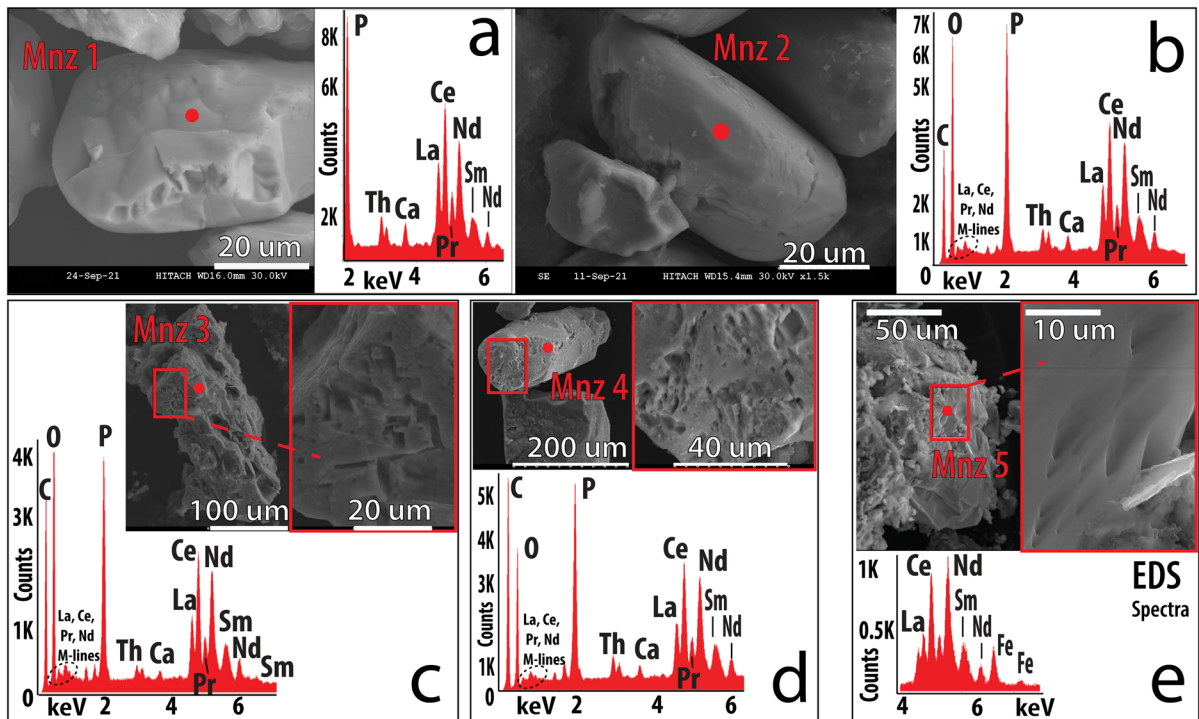 Mnz 1
20 um
24-Sep-21 HITACH WD16.0mm 30.0kV
a
8K
6K
Counts
2K
P
Ce
Nd
La
Sm
Nd
Th
Ca
Pr
2 keV 4 6
Mnz 2
20 um
SE 11-Sep-21 HITACH WD15.4mm 30.0kV x1.5k
b
7K
6K
5K
Counts
2K
1K
O
P
C
Ce
Nd
La
Sm
Nd
La, Ce,
Pr, Nd
M-lines
Th
Ca
Pr
0 keV 2 4 6
Mnz 3
100 um
20 um
4K
3K
Counts
1K
0
O
P
C
Ce
Nd
La
Sm
Nd
Sm
La, Ce,
Pr, Nd
M-lines
Th
Ca
Pr
keV 2 4 6
c
Mnz 4
200 um
40 um
5K
4K
3K
Counts
1K
0
C
P
O
Ce
Nd
La
Sm
Nd
La, Ce,
Pr, Nd
M-lines
Th
Ca
Pr
keV 2 4 6
d
50 um
10 um
Mnz 5
1K
0.5K
Counts
Ce
Nd
La
Sm
Nd
Fe
Fe
4 6 keV
EDS
Spectra
e